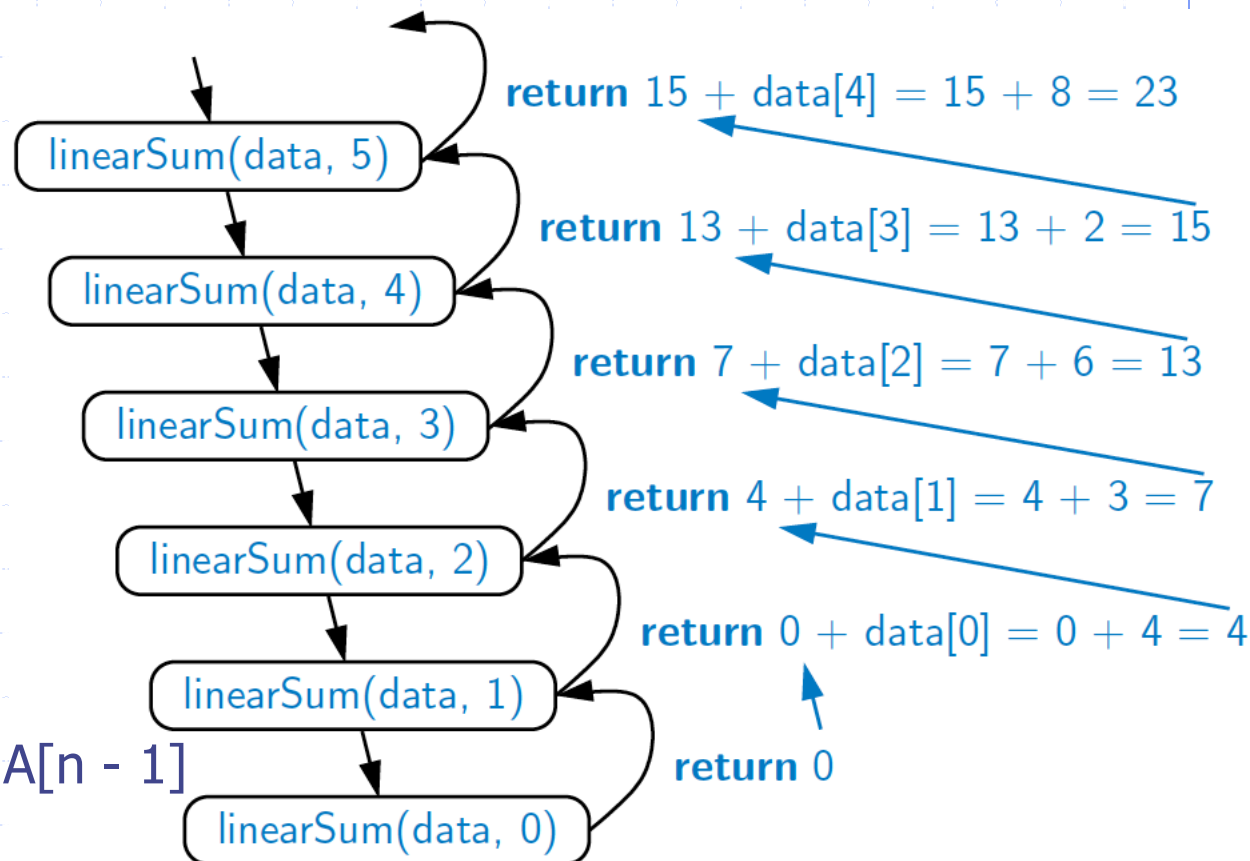 return 15 + data[4] = 15 + 8 = 23
linearSum(data, 5)
return 13 + data[3] = 13 + 2 = 15
linearSum(data, 4)
return 7 + data[2] = 7 + 6 = 13
linearSum(data, 3)
return 4 + data[1] = 4 + 3 = 7
linearSum(data, 2)
return 0 + data[0] = 0 + 4 = 4
linearSum(data, 1)
A[n - 1]
return 0
linearSum(data, 0)